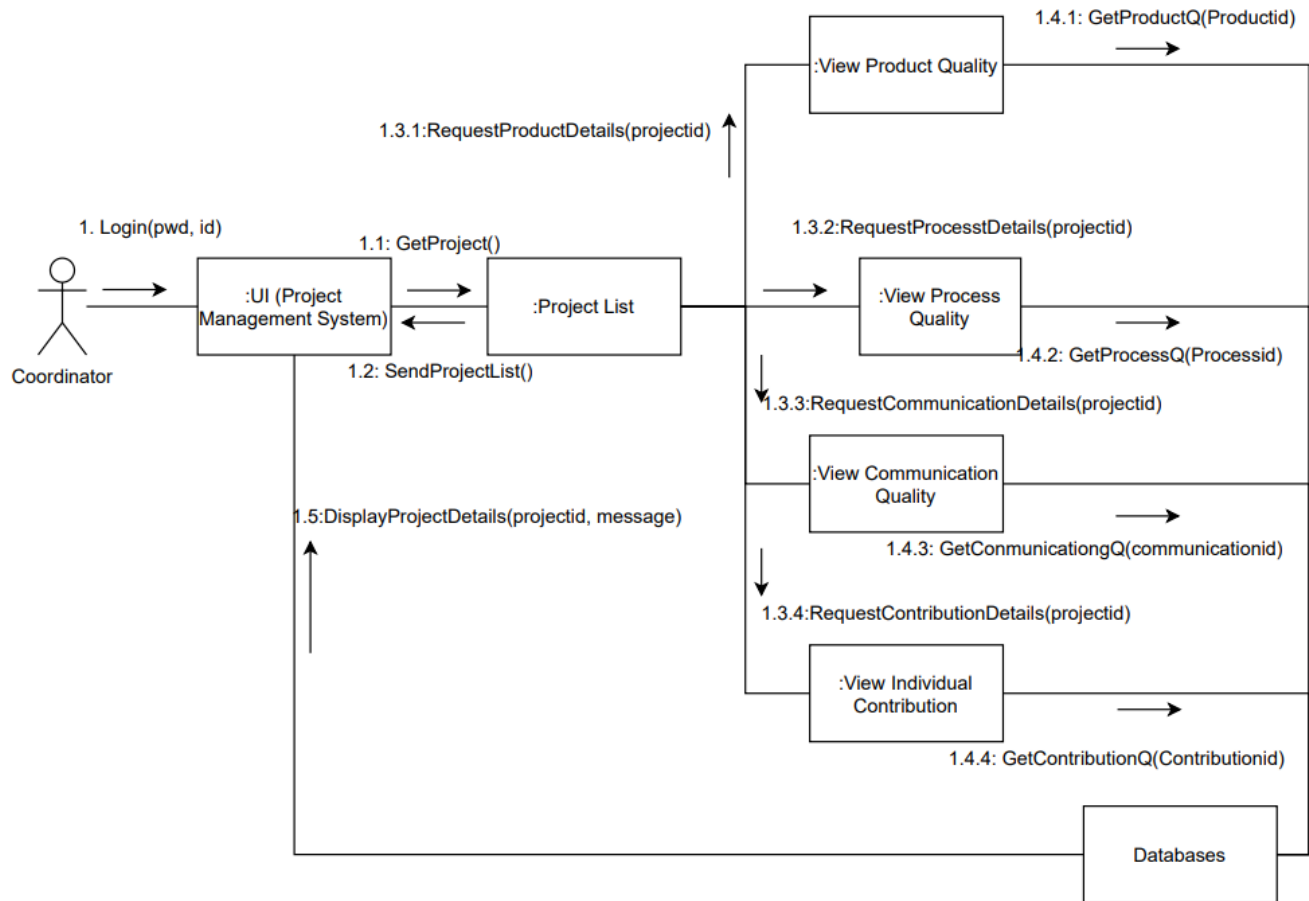 1.4.1: GetProductQ(Productid)
:View Product Quality
1.3.1:RequestProductDetails(projectid)
1. Login(pwd, id)
1.1: GetProject()
1.3.2:RequestProcesstDetails(projectid)
:UI (Project
Management System)
:Project List
:View Process
Quality
1.2: SendProjectList()
1.4.2: GetProcessQ(Processid)
Coordinator
1.3.3:RequestCommunicationDetails(projectid)
:View Communication
Quality
1.5:DisplayProjectDetails(projectid, message)
1.4.3: GetConmunicationgQ(communicationid)
1.3.4:RequestContributionDetails(projectid)
:View Individual
Contribution
1.4.4: GetContributionQ(Contributionid)
Databases